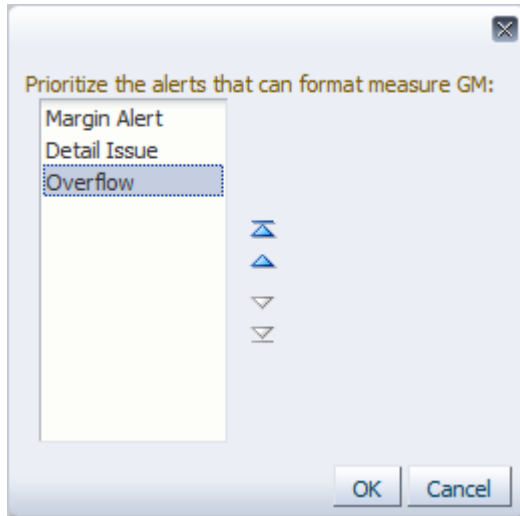 Prioritize the alerts that can format measure GM:
Margin Alert
Detail Issue
Overflow
OK
Cancel